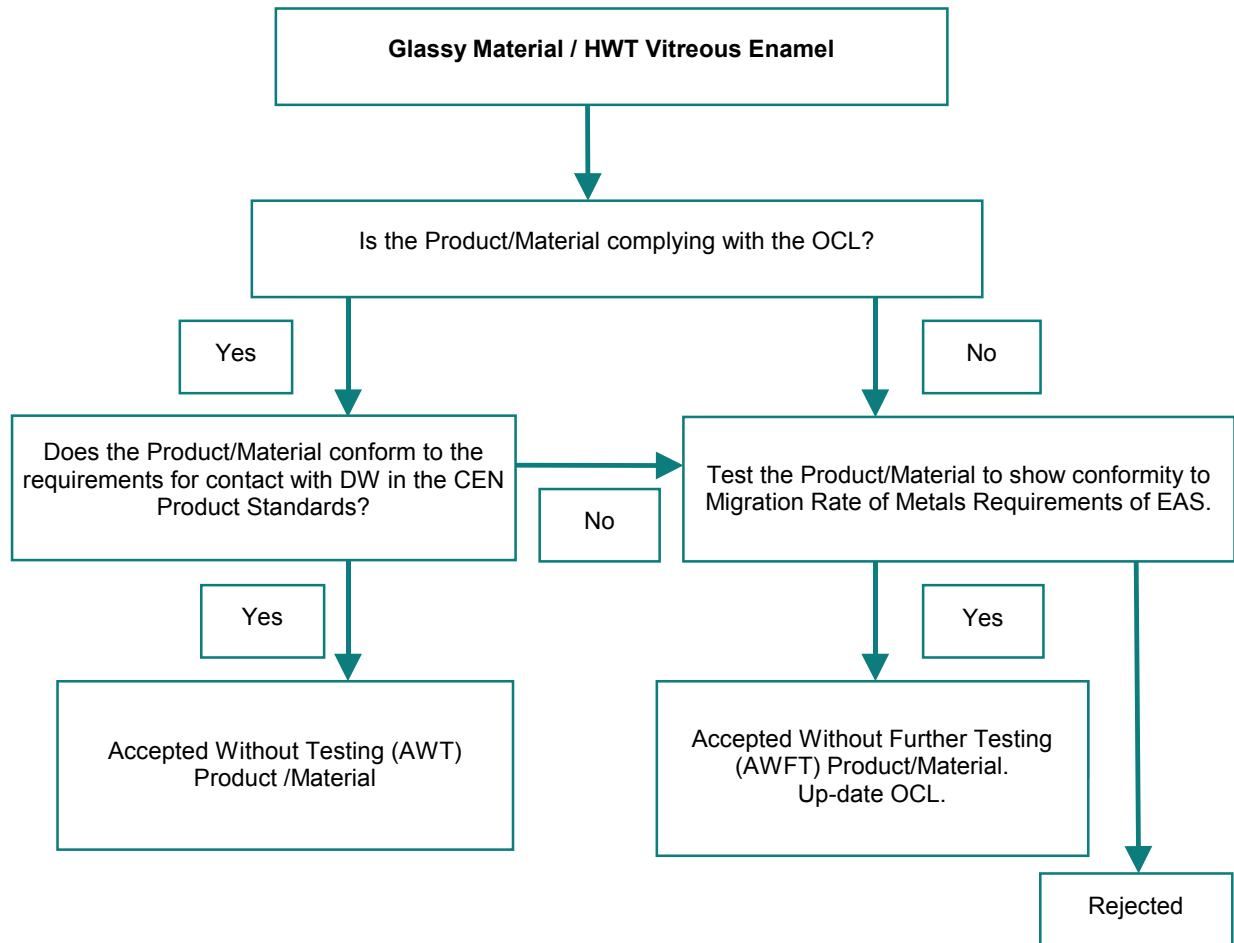 Glassy Material / HWT Vitreous Enamel
Is the Product/Material complying with the OCL?
Yes
No
Does the Product/Material conform to the
requirements for contact with DW in the CEN
Product Standards?
No
Test the Product/Material to show conformity to
Migration Rate of Metals Requirements of EAS.
Yes
Yes
Accepted Without Testing (AWT)
Product /Material
Accepted Without Further Testing
(AWFT) Product/Material.
Up-date OCL.
Rejected